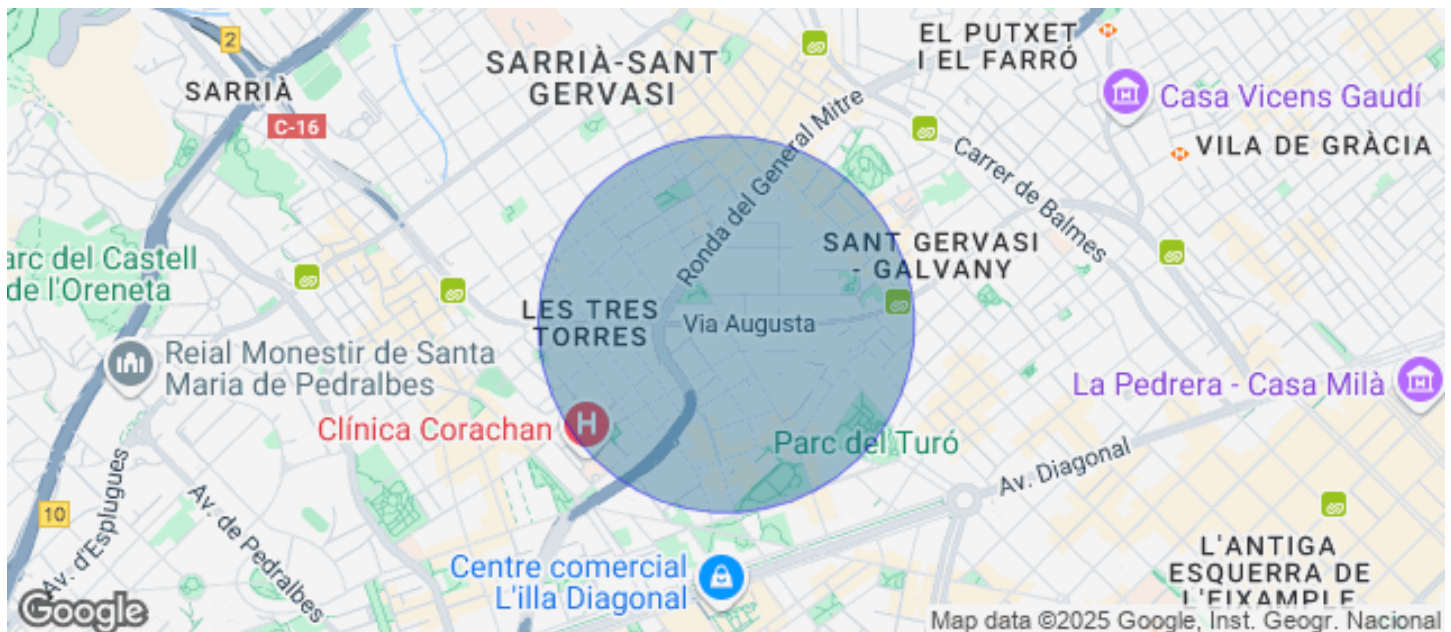 EL PUTXET
I EL FARRÓ
2
SARRIÀ-SANT
GERVASI
SARRIÀ
C-16
Casa Vicens Gaudí
Ronda del General Mitre
Carrer de Balmes
VILA DE GRÀCIA
SANT GERVASI
- GALVANY
arc del Castell
de l'Oreneta
LES TRES
TORRES
Via Augusta
Reial Monestir de Santa
Maria de Pedralbes
La Pedrera - Casa Milà
Clínica Corachan
H
Parc del Turó
Av. Diagonal
10
Av. d'Esplugues
Av. de Pedralbes
Centre comercial
L'illa Diagonal
L'ANTIGA
ESQUERRA DE
L'EIXAMPLE
Google
Map data ©2025 Google, Inst. Geogr. Nacional